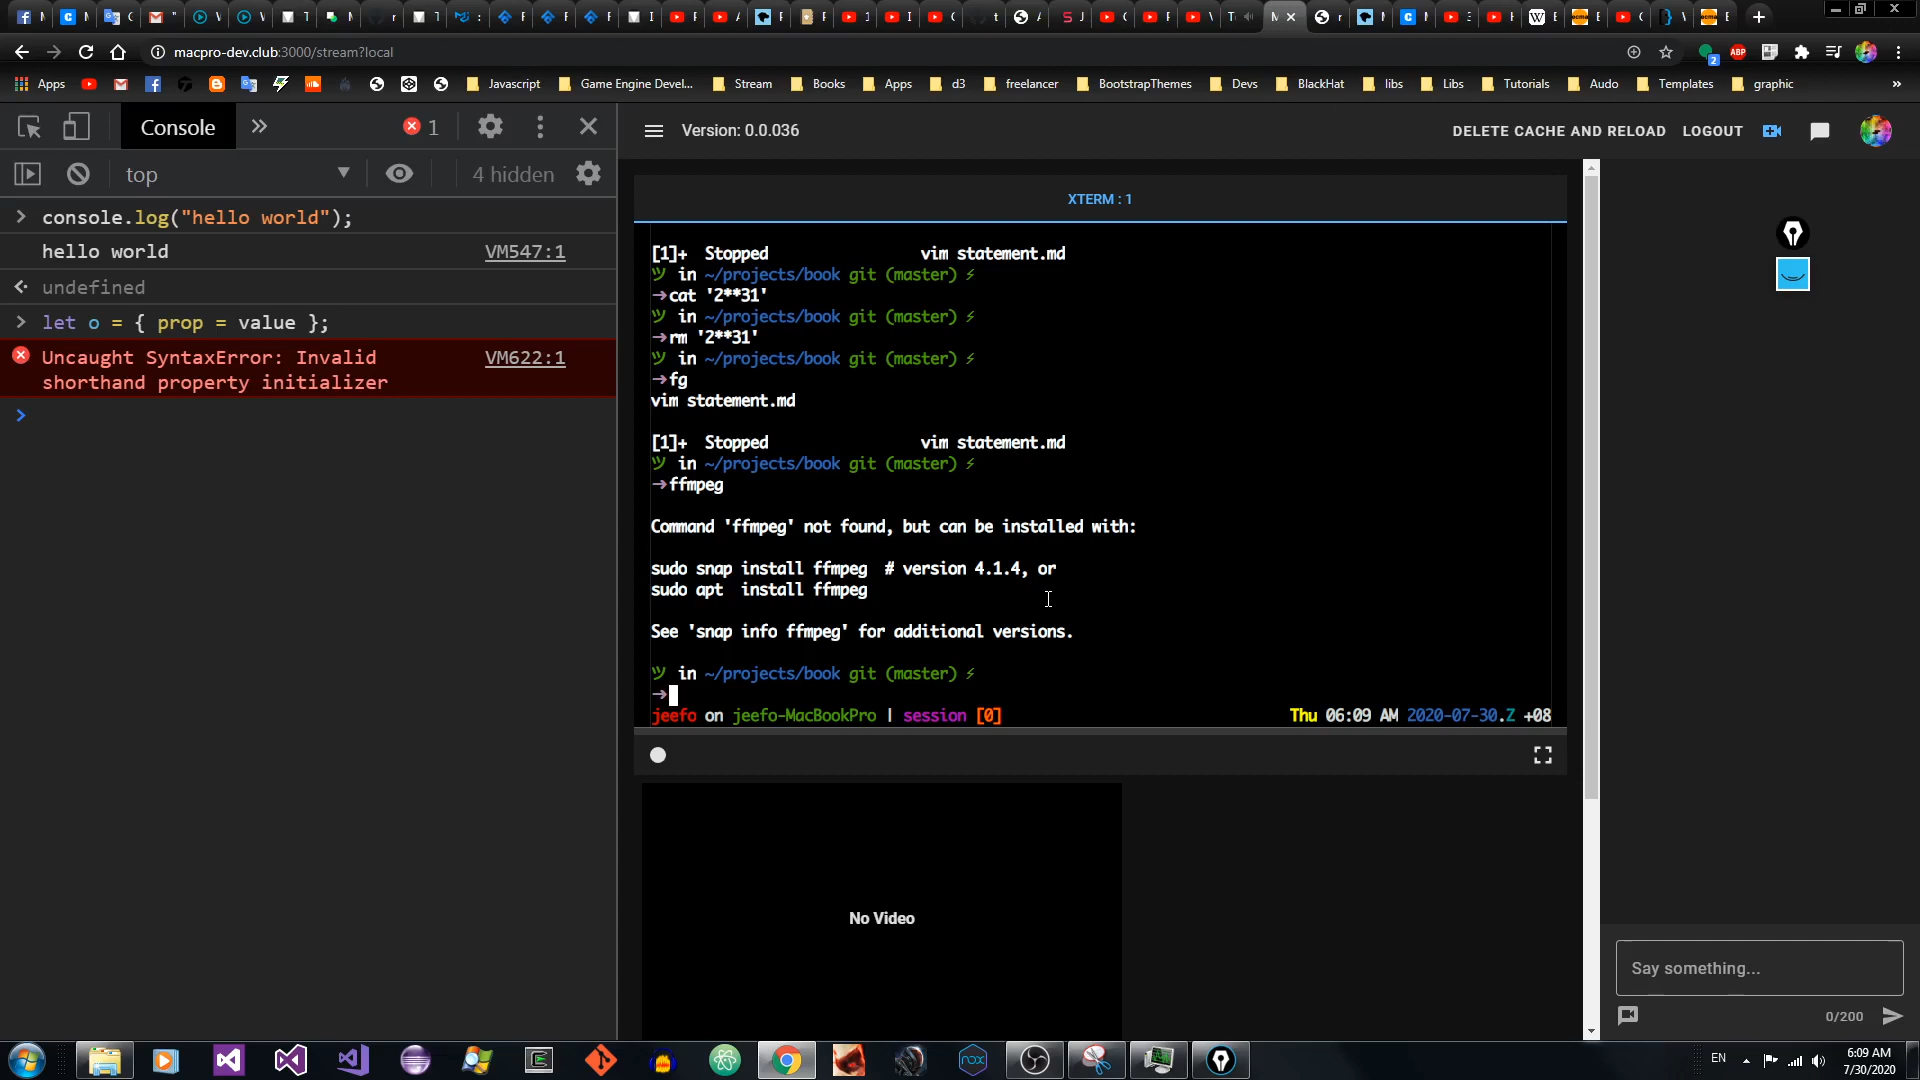 macpro-dev.club:3000/stream?local
Apps
Javascript
Game Engine Devel...
Stream
Books
Apps
d3
freelancer
BootstrapThemes
Devs
BlackHat
libs
Libs
Tutorials
Audo
Templates
graphic
»
Console
1
top
4 hidden
console.log("hello world");
hello world VM547:1
undefined
let o = { prop = value };
Uncaught SyntaxError: Invalid VM622:1
shorthand property initializer
Version: 0.0.036
DELETE CACHE AND RELOAD
LOGOUT
XTERM : 1
[1]+  Stopped                 vim statement.md
ツ in ~/projects/book git (master) ⚡
→cat '2**31'
ツ in ~/projects/book git (master) ⚡
→rm '2**31'
ツ in ~/projects/book git (master) ⚡
→fg
vim statement.md
[1]+  Stopped                 vim statement.md
ツ in ~/projects/book git (master) ⚡
→ffmpeg
Command 'ffmpeg' not found, but can be installed with:
sudo snap install ffmpeg  # version 4.1.4, or
sudo apt  install ffmpeg
See 'snap info ffmpeg' for additional versions.
ツ in ~/projects/book git (master) ⚡
→
jeefo on jeefo-MacBookPro | session [0] Thu 06:09 AM 2020-07-30.Z +08
No Video
Say something...
0/200
EN
6:09 AM
7/30/2020